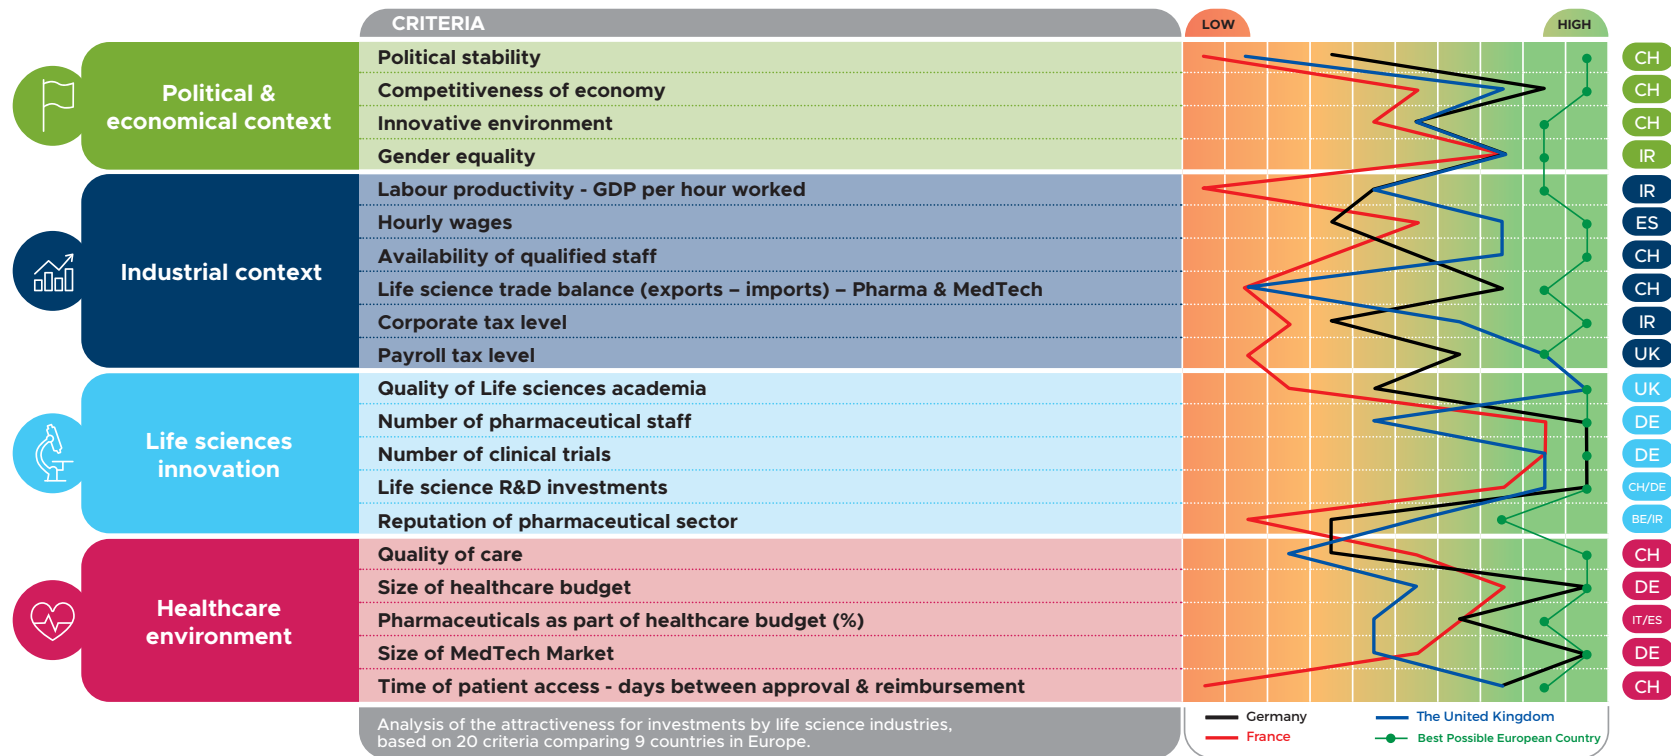 CRITERIA
LOW
HIGH
Political &
economical context
Political stability
CH
Competitiveness of economy
CH
Innovative environment
CH
Gender equality
IR
Industrial context
Labour productivity - GDP per hour worked
IR
Hourly wages
ES
Availability of qualified staff
CH
Life science trade balance (exports – imports) – Pharma & MedTech
CH
Corporate tax level
IR
Payroll tax level
UK
Life sciences
innovation
Quality of Life sciences academia
UK
Number of pharmaceutical staff
DE
Number of clinical trials
DE
Life science R&D investments
CH/DE
Reputation of pharmaceutical sector
BE/IR
Healthcare
environment
Quality of care
CH
Size of healthcare budget
DE
Pharmaceuticals as part of healthcare budget (%)
IT/ES
Size of MedTech Market
DE
Time of patient access - days between approval & reimbursement
CH
Analysis of the attractiveness for investments by life science industries,
based on 20 criteria comparing 9 countries in Europe.
Germany
The United Kingdom
France
Best Possible European Country